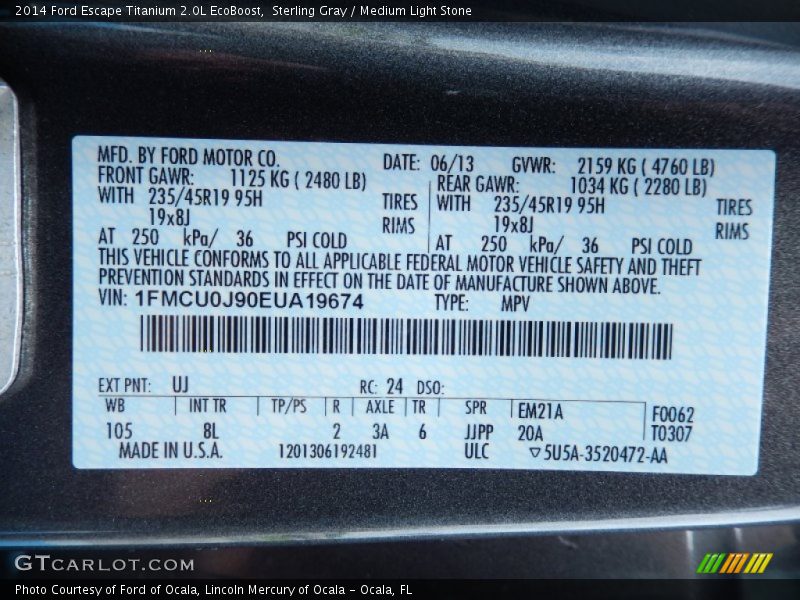 2014 Ford Escape Titanium 2.0L EcoBoost, Sterling Gray / Medium Light Stone
MFD. BY FORD MOTOR CO. DATE: 06/13 GVWR: 2159 KG ( 4760 LB)
FRONT GAWR: 1125 KG ( 2480 LB) REAR GAWR: 1034 KG ( 2280 LB)
WITH 235/45R19 95H TIRES WITH 235/45R19 95H TIRES
19x8J RIMS 19x8J RIMS
AT 250 kPa/ 36 PSI COLD AT 250 kPa/ 36 PSI COLD
THIS VEHICLE CONFORMS TO ALL APPLICABLE FEDERAL MOTOR VEHICLE SAFETY AND THEFT
PREVENTION STANDARDS IN EFFECT ON THE DATE OF MANUFACTURE SHOWN ABOVE.
VIN: 1FMCU0J90EUA19674 TYPE: MPV
EXT PNT: UJ RC: 24 DSO:
WB INT TR TP/PS R AXLE TR SPR EM21A F0062
105 8L 2 3A 6 JJPP 20A T0307
MADE IN U.S.A. 1201306192481 ULC ▽5U5A-3520472-AA
GTCARLOT.COM
Photo Courtesy of Ford of Ocala, Lincoln Mercury of Ocala – Ocala, FL